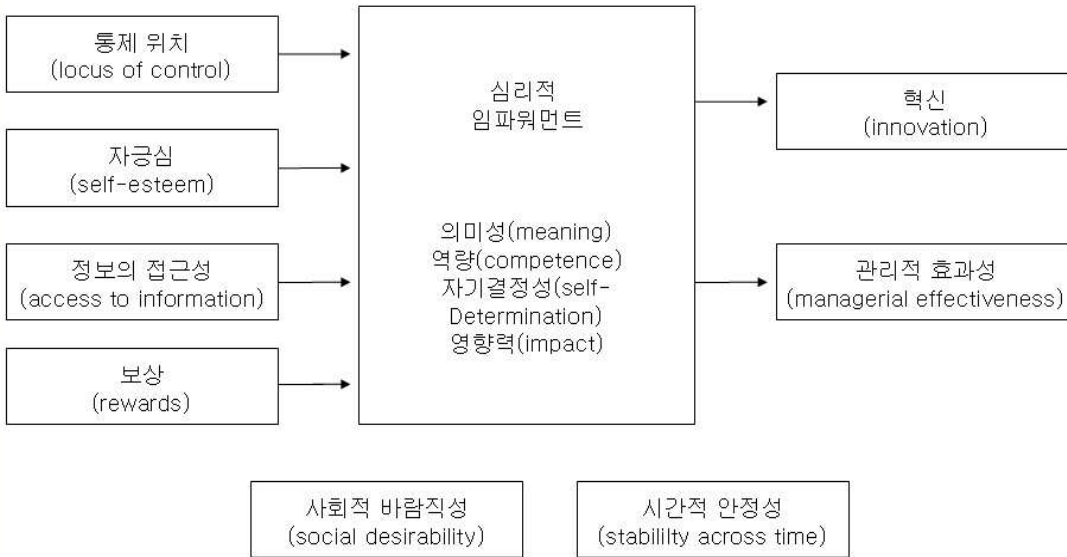 통제 위치
(locus of control)
자긍심
(self-esteem)
정보의 접근성
(access to information)
보상
(rewards)
심리적
임파워먼트
의미성(meaning)
역량(competence)
자기결정성(self-
Determination)
영향력(impact)
혁신
(innovation)
관리적 효과성
(managerial effectiveness)
사회적 바람직성
(social desirability)
시간적 안정성
(stabililty across time)